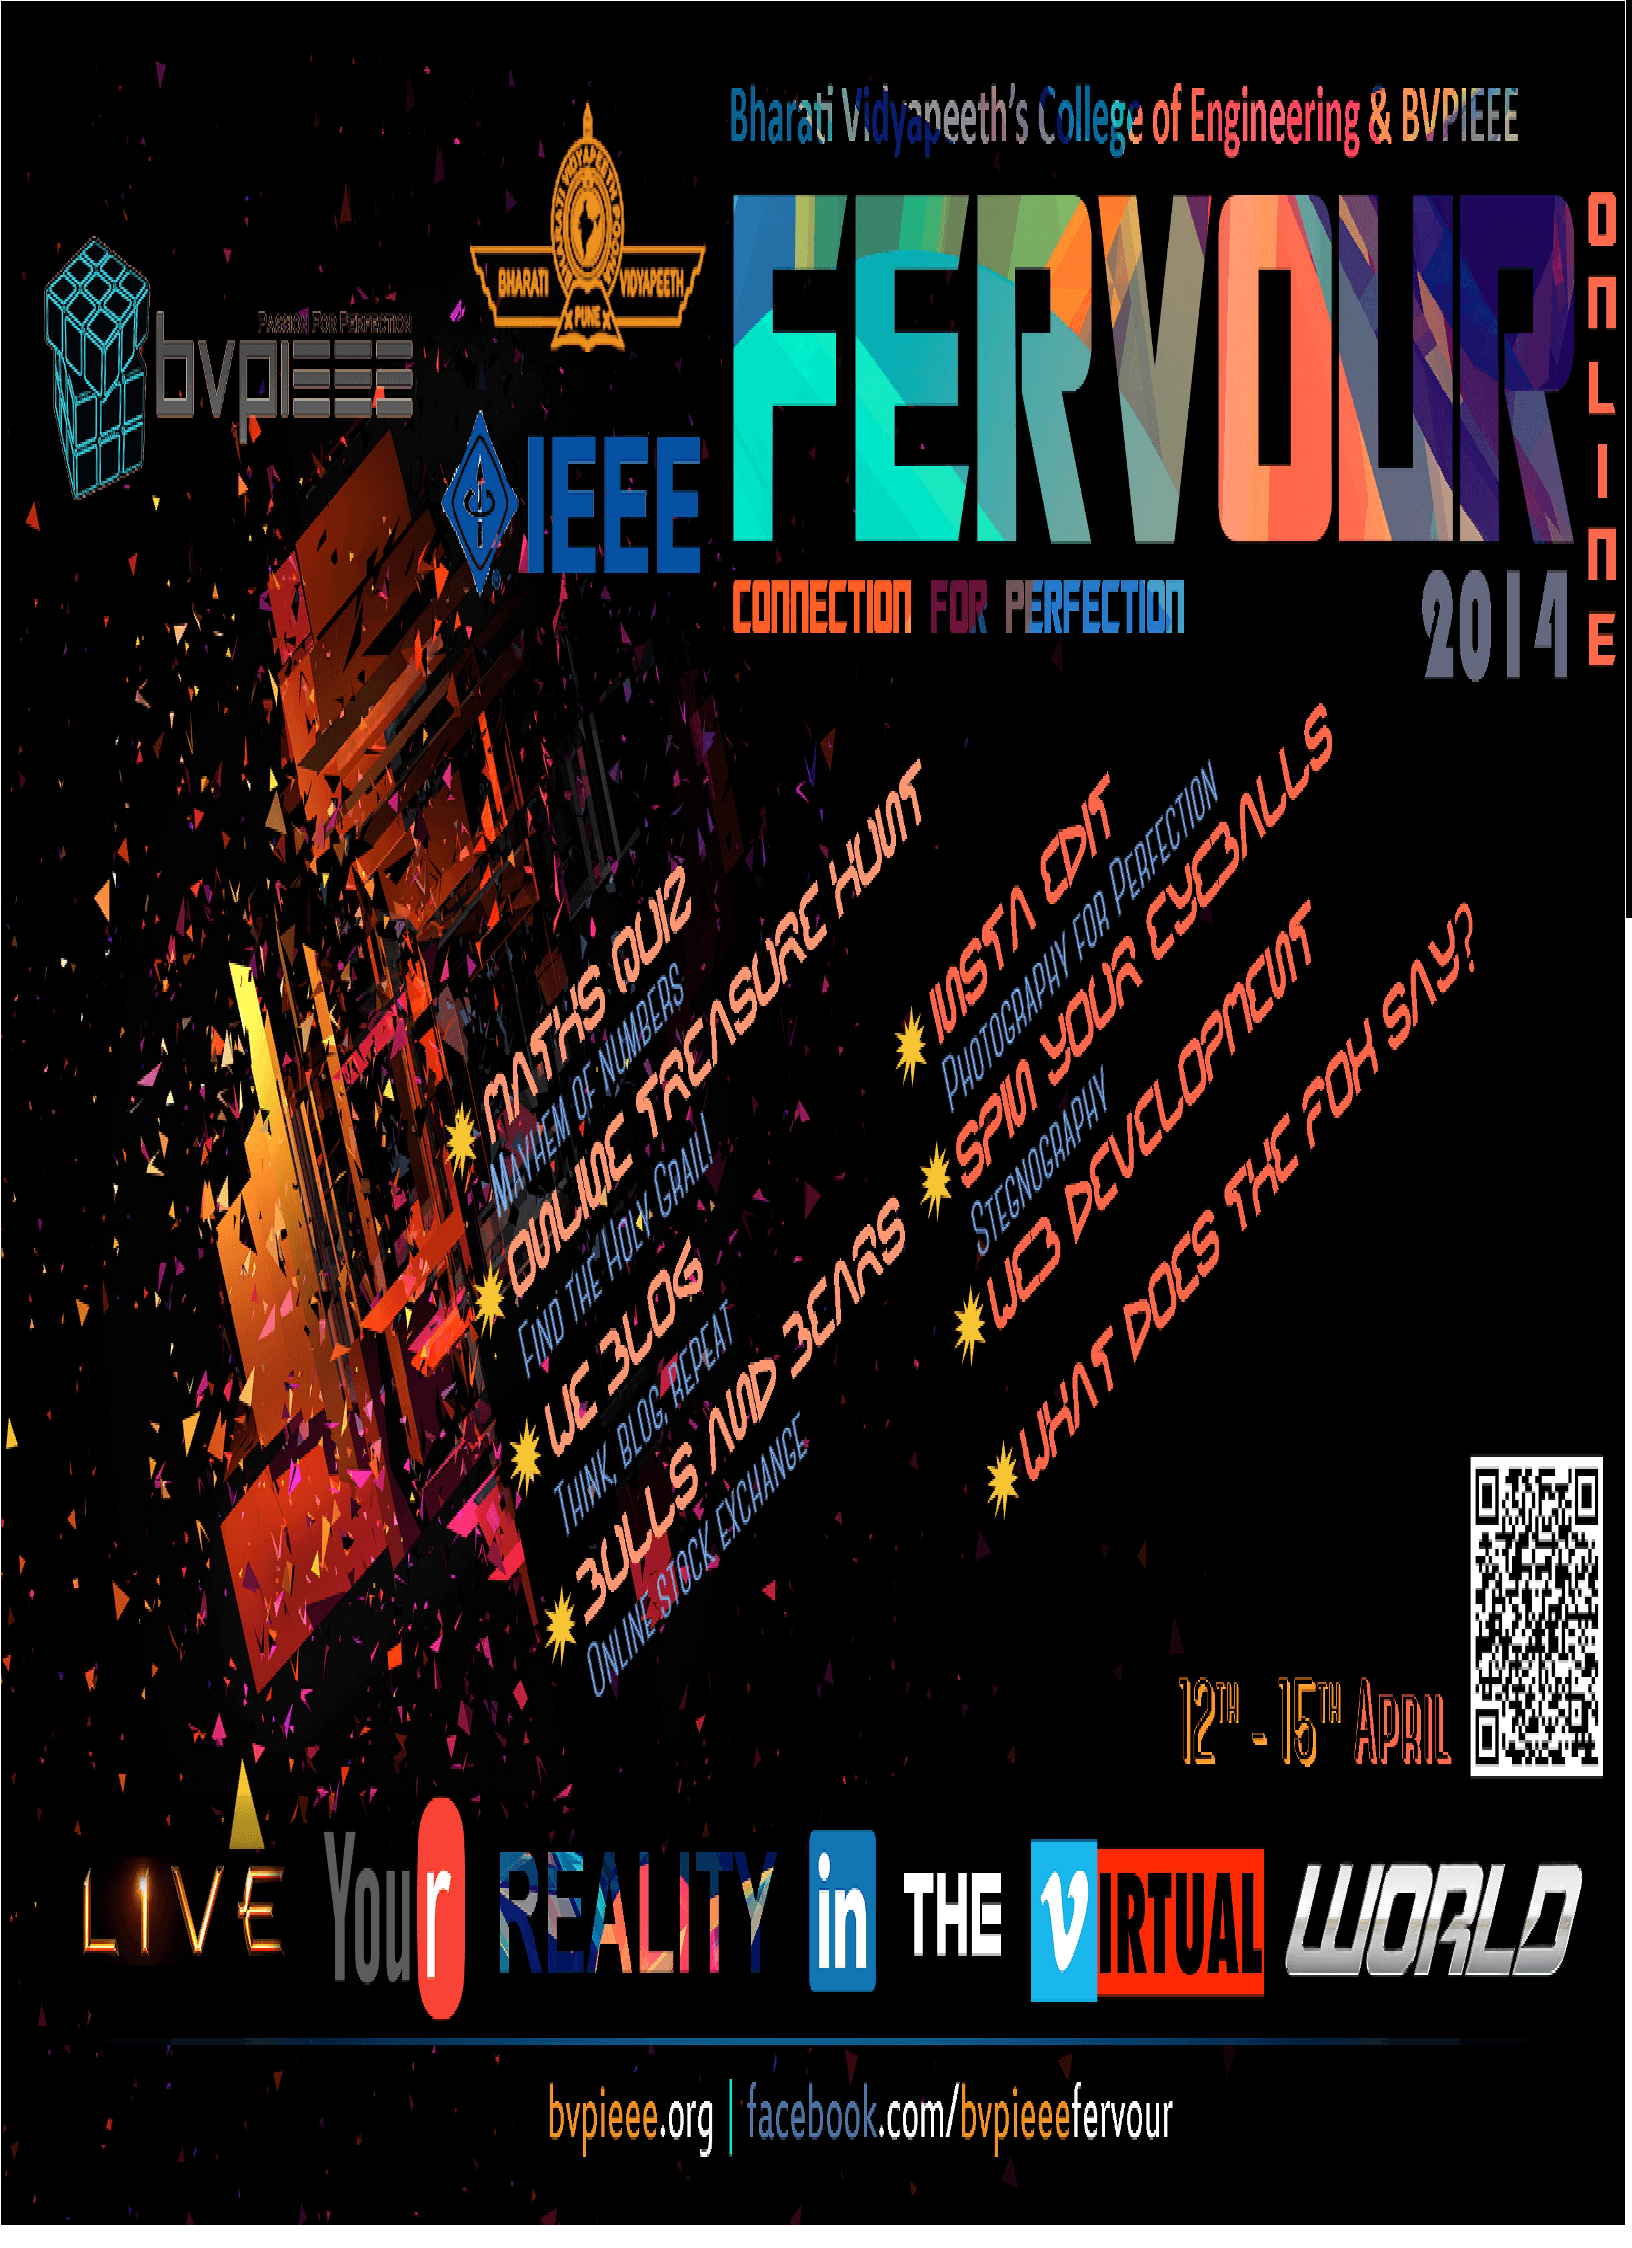 Bharati Vidyapeeth's College of Engineering & BVPIEEE
FERVOUR
ONLINE
2014
CONNECTION FOR PERFECTION
PASSION FOR PERFECTION
bvpIEEE
BHARATI VIDYAPEETH
PUNE
IEEE
MATHS QUIZ
MAYHEM OF NUMBERS
ONLINE TREASURE HUNT
FIND THE HOLY GRAIL!
WE BLOG
THINK, BLOG, REPEAT
BULLS AND BEARS
ONLINE STOCK EXCHANGE
INSTA EDIT
PHOTOGRAPHY FOR PERFECTION
SPIN YOUR EYEBALLS
STEGNOGRAPHY
WEB DEVELOPMENT
WHAT DOES THE FOX SAY?
12TH - 15TH APRIL
LIVE Your REALITY in THE VIRTUAL WORLD
bvpieee.org | facebook.com/bvpieeefervour